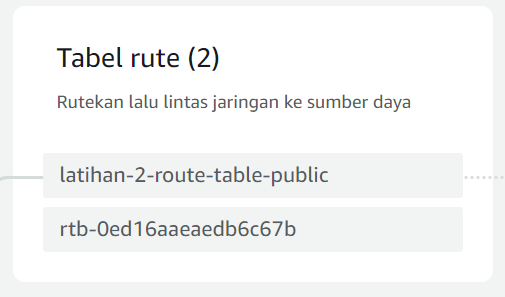 Tabel rute (2)
Rutekan lalu lintas jaringan ke sumber daya
latihan-2-route-table-public
rtb-0ed16aaeaedb6c67b